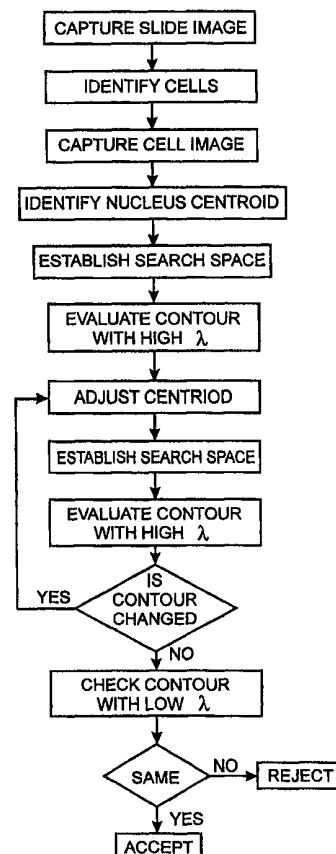 CAPTURE SLIDE IMAGE
IDENTIFY CELLS
CAPTURE CELL IMAGE
IDENTIFY NUCLEUS CENTROID
ESTABLISH SEARCH SPACE
EVALUATE CONTOUR
WITH HIGH λ
ADJUST CENTRIOD
ESTABLISH SEARCH SPACE
EVALUATE CONTOUR
WITH HIGH λ
YES
IS
CONTOUR
CHANGED
NO
CHECK CONTOUR
WITH LOW λ
SAME
NO
REJECT
YES
ACCEPT